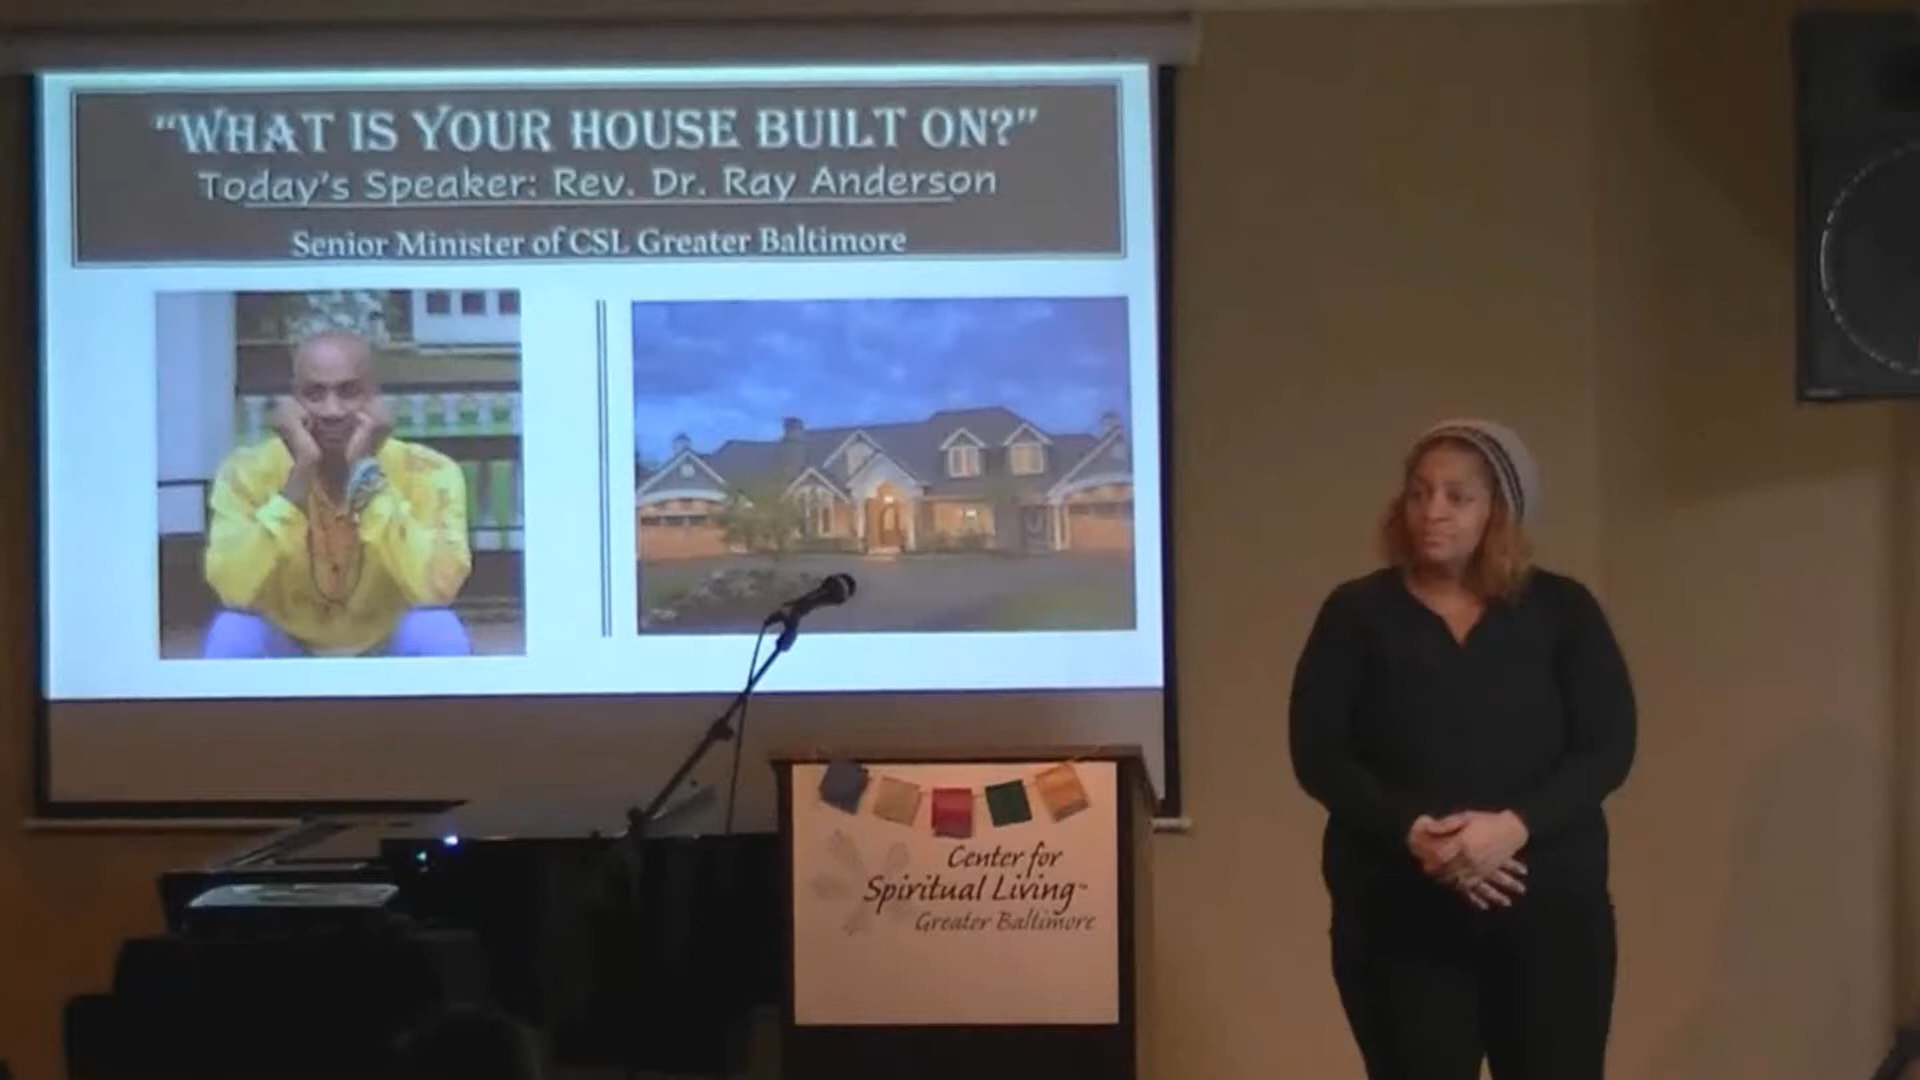 “WHAT IS YOUR HOUSE BUILT ON?”
Today's Speaker: Rev. Dr. Ray Anderson
Senior Minister of CSL Greater Baltimore
Center for
Spiritual Living™
Greater Baltimore